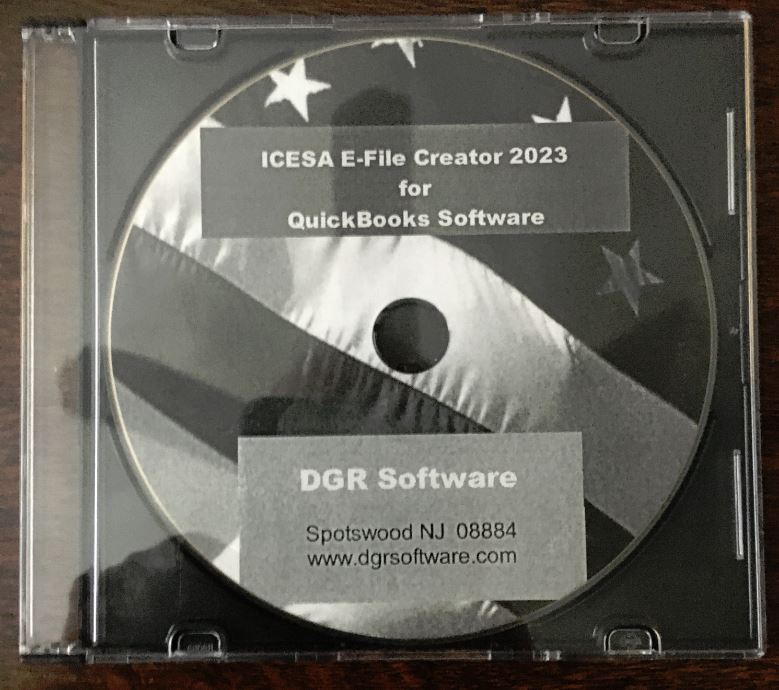 ICESA E-File Creator 2023
for
QuickBooks Software
DGR Software
Spotswood NJ 08884
www.dgrsoftware.com